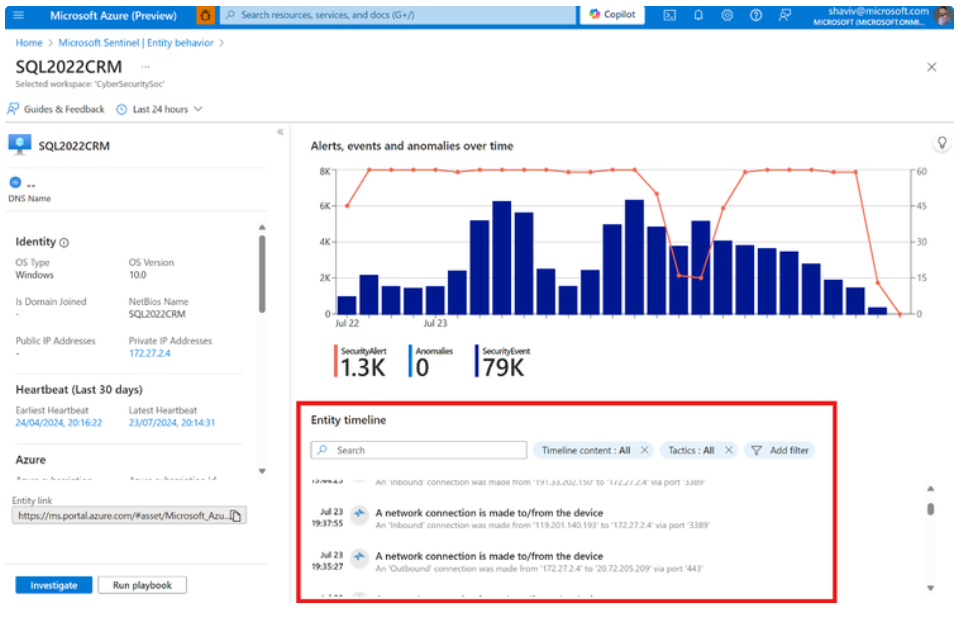 Microsoft Azure (Preview)
Search resources, services, and docs (G+/)
Copilot
shaviv@microsoft.com
MICROSOFT (MICROSOFT.ONMI...
Home > Microsoft Sentinel | Entity behavior >
SQL2022CRM ...
Selected workspace: 'CyberSecuritySoc'
Guides & Feedback
Last 24 hours
SQL2022CRM
--
DNS Name
Identity
OS Type
OS Version
Windows
10.0
Is Domain Joined
NetBios Name
-
SQL2022CRM
Public IP Addresses
Private IP Addresses
-
172.27.2.4
Heartbeat (Last 30 days)
Earliest Heartbeat
Latest Heartbeat
24/04/2024, 20:16:22
23/07/2024, 20:14:31
Azure
Entity link
https://ms.portal.azure.com/#asset/Microsoft_Azu...
Investigate
Run playbook
Alerts, events and anomalies over time
8K
60
6K
45
4K
30
2K
15
0
0
Jul 22
Jul 23
SecurityAlert
1.3K
Anomalies
0
SecurityEvent
79K
Entity timeline
Search
Timeline content : All
Tactics : All
Add filter
An 'Inbound' connection was made from '191.33.202.150' to '172.27.2.4' via port '3389'
Jul 23
19:37:55
A network connection is made to/from the device
An 'Inbound' connection was made from '119.201.140.193' to '172.27.2.4' via port '3389'
Jul 23
19:35:27
A network connection is made to/from the device
An 'Outbound' connection was made from '172.27.2.4' to '20.72.205.209' via port '443'